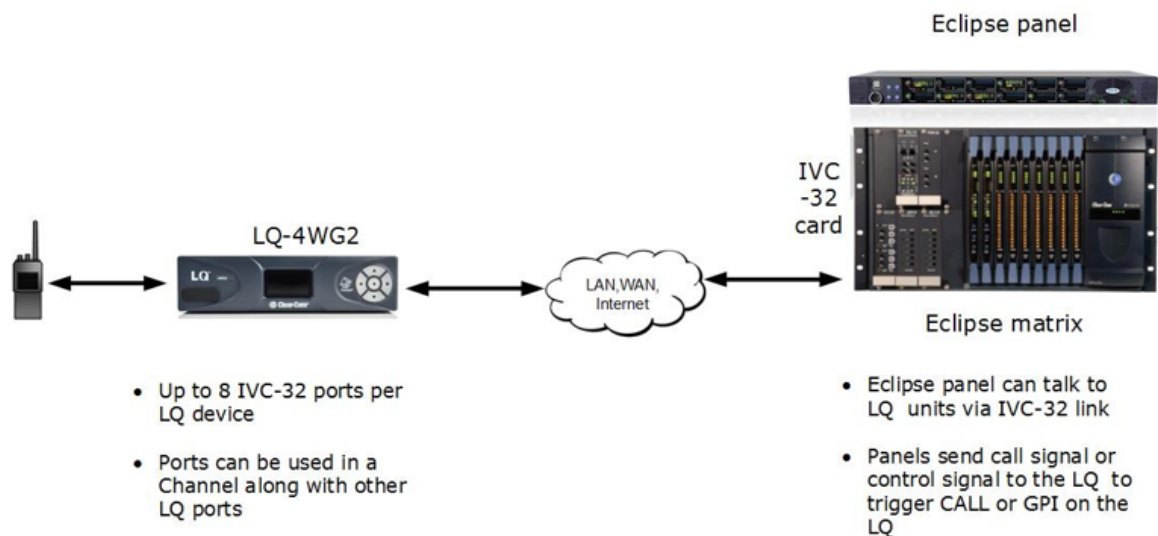 Eclipse panel
IVC
-32
card
LQ-4WG2
LQ
Clear-Com
LAN,WAN,
Internet
Eclipse matrix
• Up to 8 IVC-32 ports per
LQ device
• Ports can be used in a
Channel along with other
LQ ports
• Eclipse panel can talk to
LQ  units via IVC-32 link
• Panels send call signal or
control signal to the LQ  to
trigger CALL or GPI on the
LQ